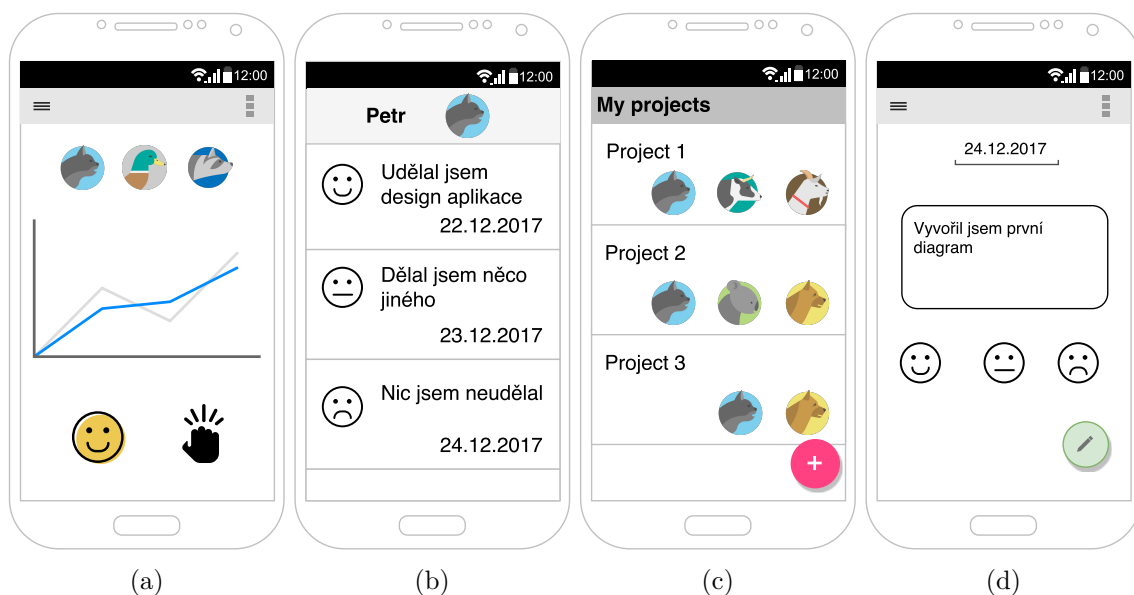 12:00
12:00
12:00
12:00
Petr
Udělal jsem
design aplikace
22.12.2017
Dělal jsem něco
jiného
23.12.2017
Nic jsem neudělal
24.12.2017
My projects
Project 1
Project 2
Project 3
+
24.12.2017
Vyvořil jsem první
diagram
(a)
(b)
(c)
(d)